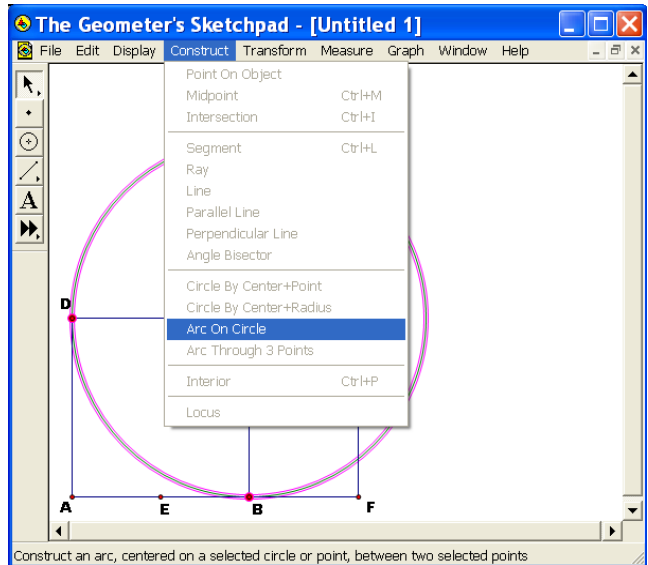 The Geometer's Sketchpad - [Untitled 1]
File Edit Display Construct Transform Measure Graph Window Help
Point On Object
Midpoint Ctrl+M
Intersection Ctrl+I
Segment Ctrl+L
Ray
Line
Parallel Line
Perpendicular Line
Angle Bisector
Circle By Center+Point
Circle By Center+Radius
Arc On Circle
Arc Through 3 Points
Interior Ctrl+P
Locus
A
D
A E B F
Construct an arc, centered on a selected circle or point, between two selected points